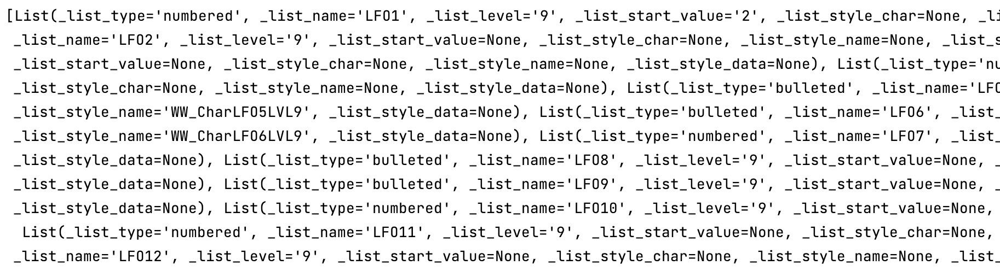 [List(_list_type='numbered', _list_name='LFO1', _list_level='9', _list_start_value='2', _list_style_char=None, _li
_list_name='LFO2', _list_level='9', _list_start_value=None, _list_style_char=None, _list_style_name=None, _list_s
_list_start_value=None, _list_style_char=None, _list_style_name=None, _list_style_data=None), List(_list_type='nu
_list_style_char=None, _list_style_name=None, _list_style_data=None), List(_list_type='bulleted', _list_name='LFO
_list_style_name='WW_CharLFO5LVL9', _list_style_data=None), List(_list_type='bulleted', _list_name='LFO6', _list_
_list_style_name='WW_CharLFO6LVL9', _list_style_data=None), List(_list_type='numbered', _list_name='LFO7', _list_
_list_style_data=None), List(_list_type='bulleted', _list_name='LFO8', _list_level='9', _list_start_value=None, _
_list_style_data=None), List(_list_type='bulleted', _list_name='LFO9', _list_level='9', _list_start_value=None, _
_list_style_data=None), List(_list_type='numbered', _list_name='LFO10', _list_level='9', _list_start_value=None,
List(_list_type='numbered', _list_name='LFO11', _list_level='9', _list_start_value=None, _list_style_char=None,
_list_name='LFO12', _list_level='9', _list_start_value=None, _list_style_char=None, _list_style_name=None, _list_